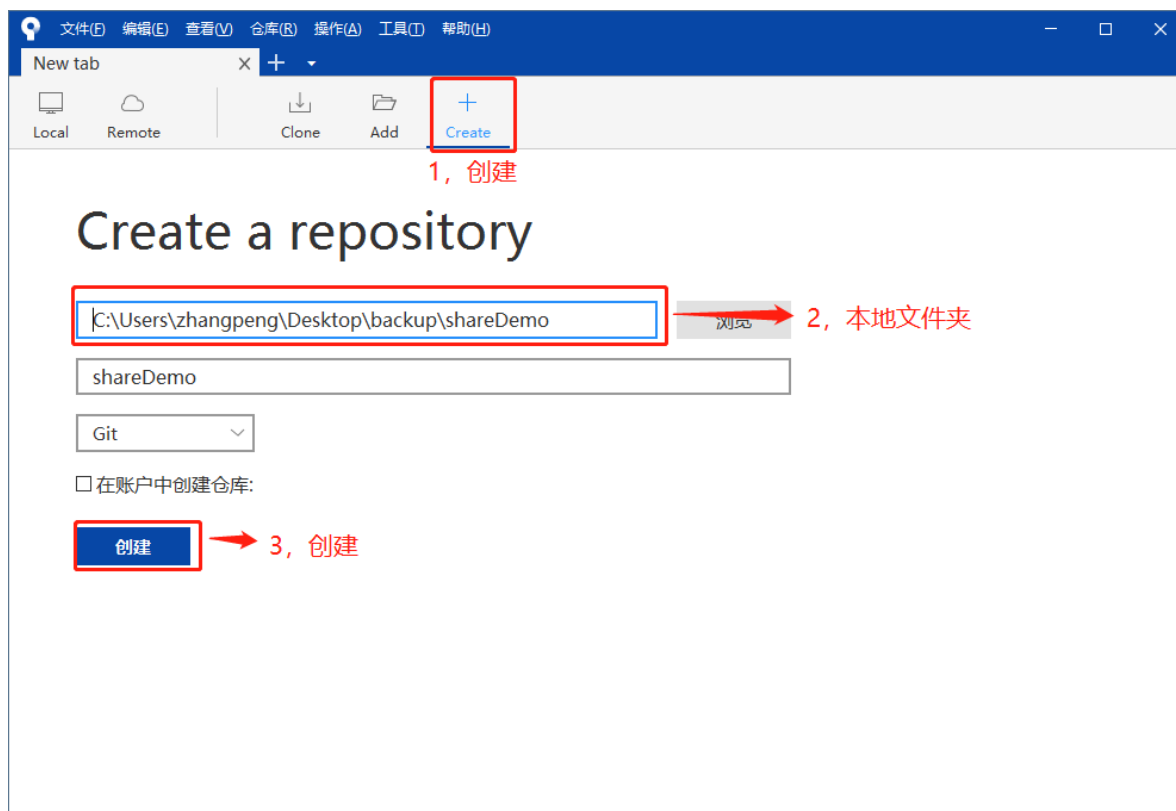 文件(F) 编辑(E) 查看(V) 仓库(R) 操作(A) 工具(T) 帮助(H)
New tab
Local Remote Clone Add Create
1，创建
Create a repository
C:\Users\zhangpeng\Desktop\backup\shareDemo 浏览 2，本地文件夹
shareDemo
Git
在账户中创建仓库:
创建 3，创建